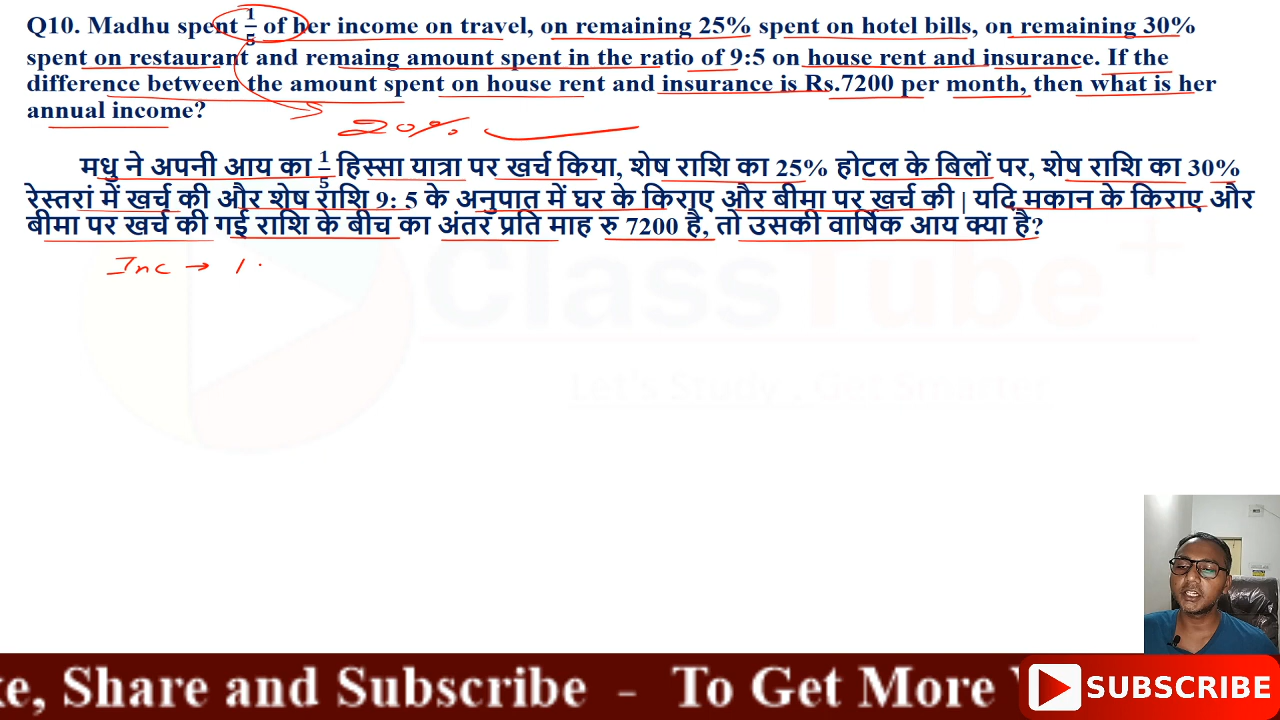 Q10. Madhu spent 1/5 of her income on travel, on remaining 25% spent on hotel bills, on remaining 30%
spent on restaurant and remaing amount spent in the ratio of 9:5 on house rent and insurance. If the
difference between the amount spent on house rent and insurance is Rs.7200 per month, then what is her
annual income?
20%
मधु ने अपनी आय का 1/5 हिस्सा यात्रा पर खर्च किया, शेष राशि का 25% होटल के बिलों पर, शेष राशि का 30%
रेस्तरां में खर्च की और शेष राशि 9: 5 के अनुपात में घर के किराए और बीमा पर खर्च की | यदि मकान के किराए और
बीमा पर खर्च की गई राशि के बीच का अंतर प्रति माह रु 7200 है, तो उसकी वार्षिक आय क्या है?
Inc → 1
ClassTube+
Let's Study . Get Smarter
ke, Share and Subscribe - To Get More
SUBSCRIBE